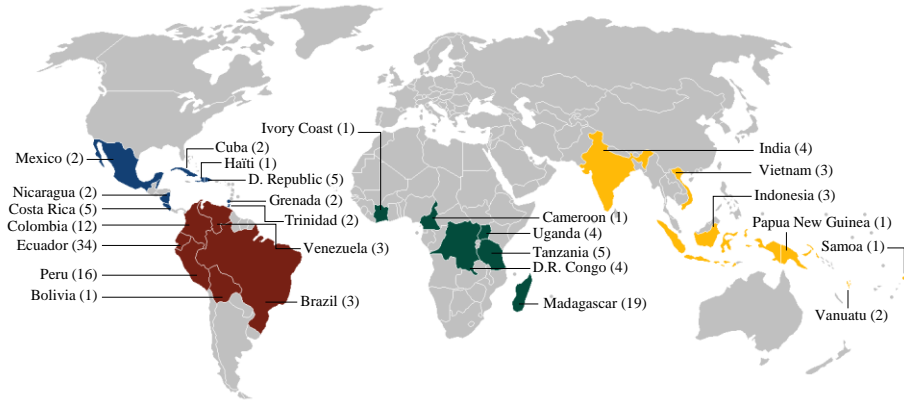 Ivory Coast (1)
Cuba (2)
Mexico (2)
Haïti (1)
D. Republic (5)
Nicaragua (2)
Grenada (2)
Costa Rica (5)
Trinidad (2)
Colombia (12)
Ecuador (34)
Venezuela (3)
Peru (16)
Bolivia (1)
Brazil (3)
Cameroon (1)
Uganda (4)
Tanzania (5)
D.R. Congo (4)
Madagascar (19)
India (4)
Vietnam (3)
Indonesia (3)
Papua New Guinea (1)
Samoa (1)
Vanuatu (2)